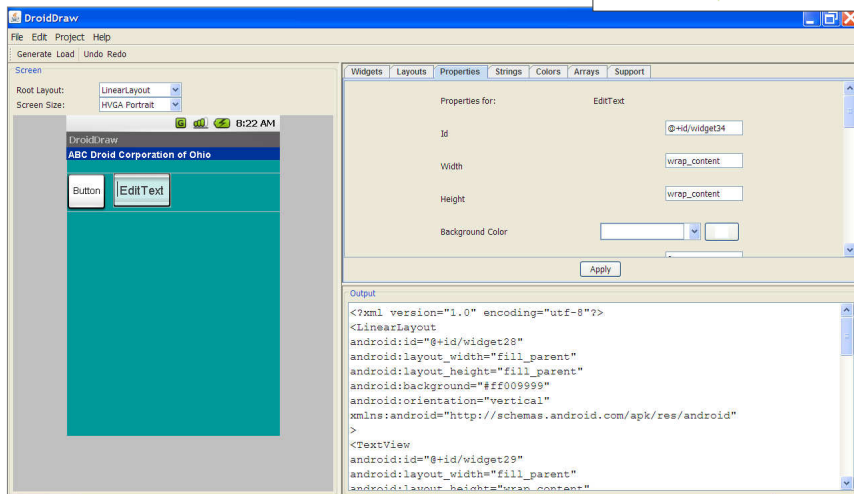 DroidDraw
File Edit Project Help
Generate Load Undo Redo
Screen
Root Layout: LinearLayout
Screen Size: HVGA Portrait
G 8:22 AM
DroidDraw
ABC Droid Corporation of Ohio
Button EditText
Widgets Layouts Properties Strings Colors Arrays Support
Properties for: EditText
Id @+id/widget34
Width wrap_content
Height wrap_content
Background Color
Apply
Output
<?xml version="1.0" encoding="utf-8"?>
<LinearLayout
android:id="@+id/widget28"
android:layout_width="fill_parent"
android:layout_height="fill_parent"
android:background="#ff009999"
android:orientation="vertical"
xmlns:android="http://schemas.android.com/apk/res/android"
>
<TextView
android:id="@+id/widget29"
android:layout_width="fill_parent"
android:layout_height="wrap_content"